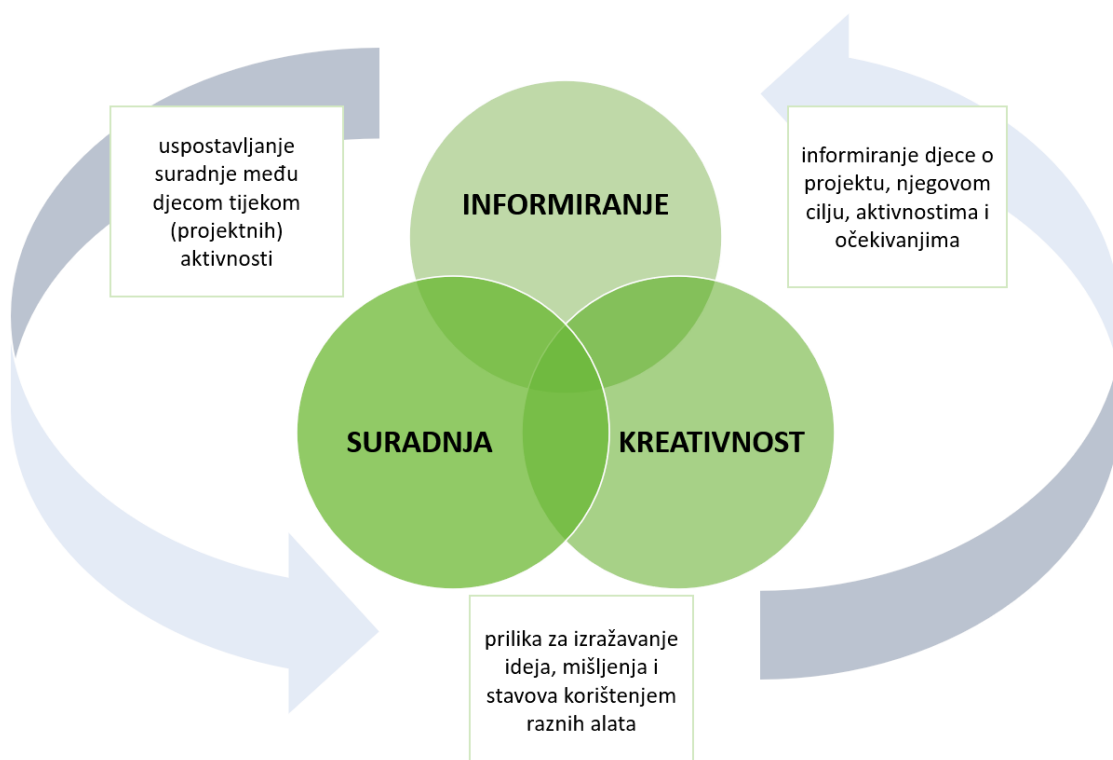 uspostavljanje
suradnje među
djecom tijekom
(projektnih)
aktivnosti
INFORMIRANJE
informiranje djece o
projektu, njegovom
cilju, aktivnostima i
očekivanjima
SURADNJA
KREATIVNOST
prilika za izražavanje
ideja, mišljenja i
stavova korištenjem
raznih alata